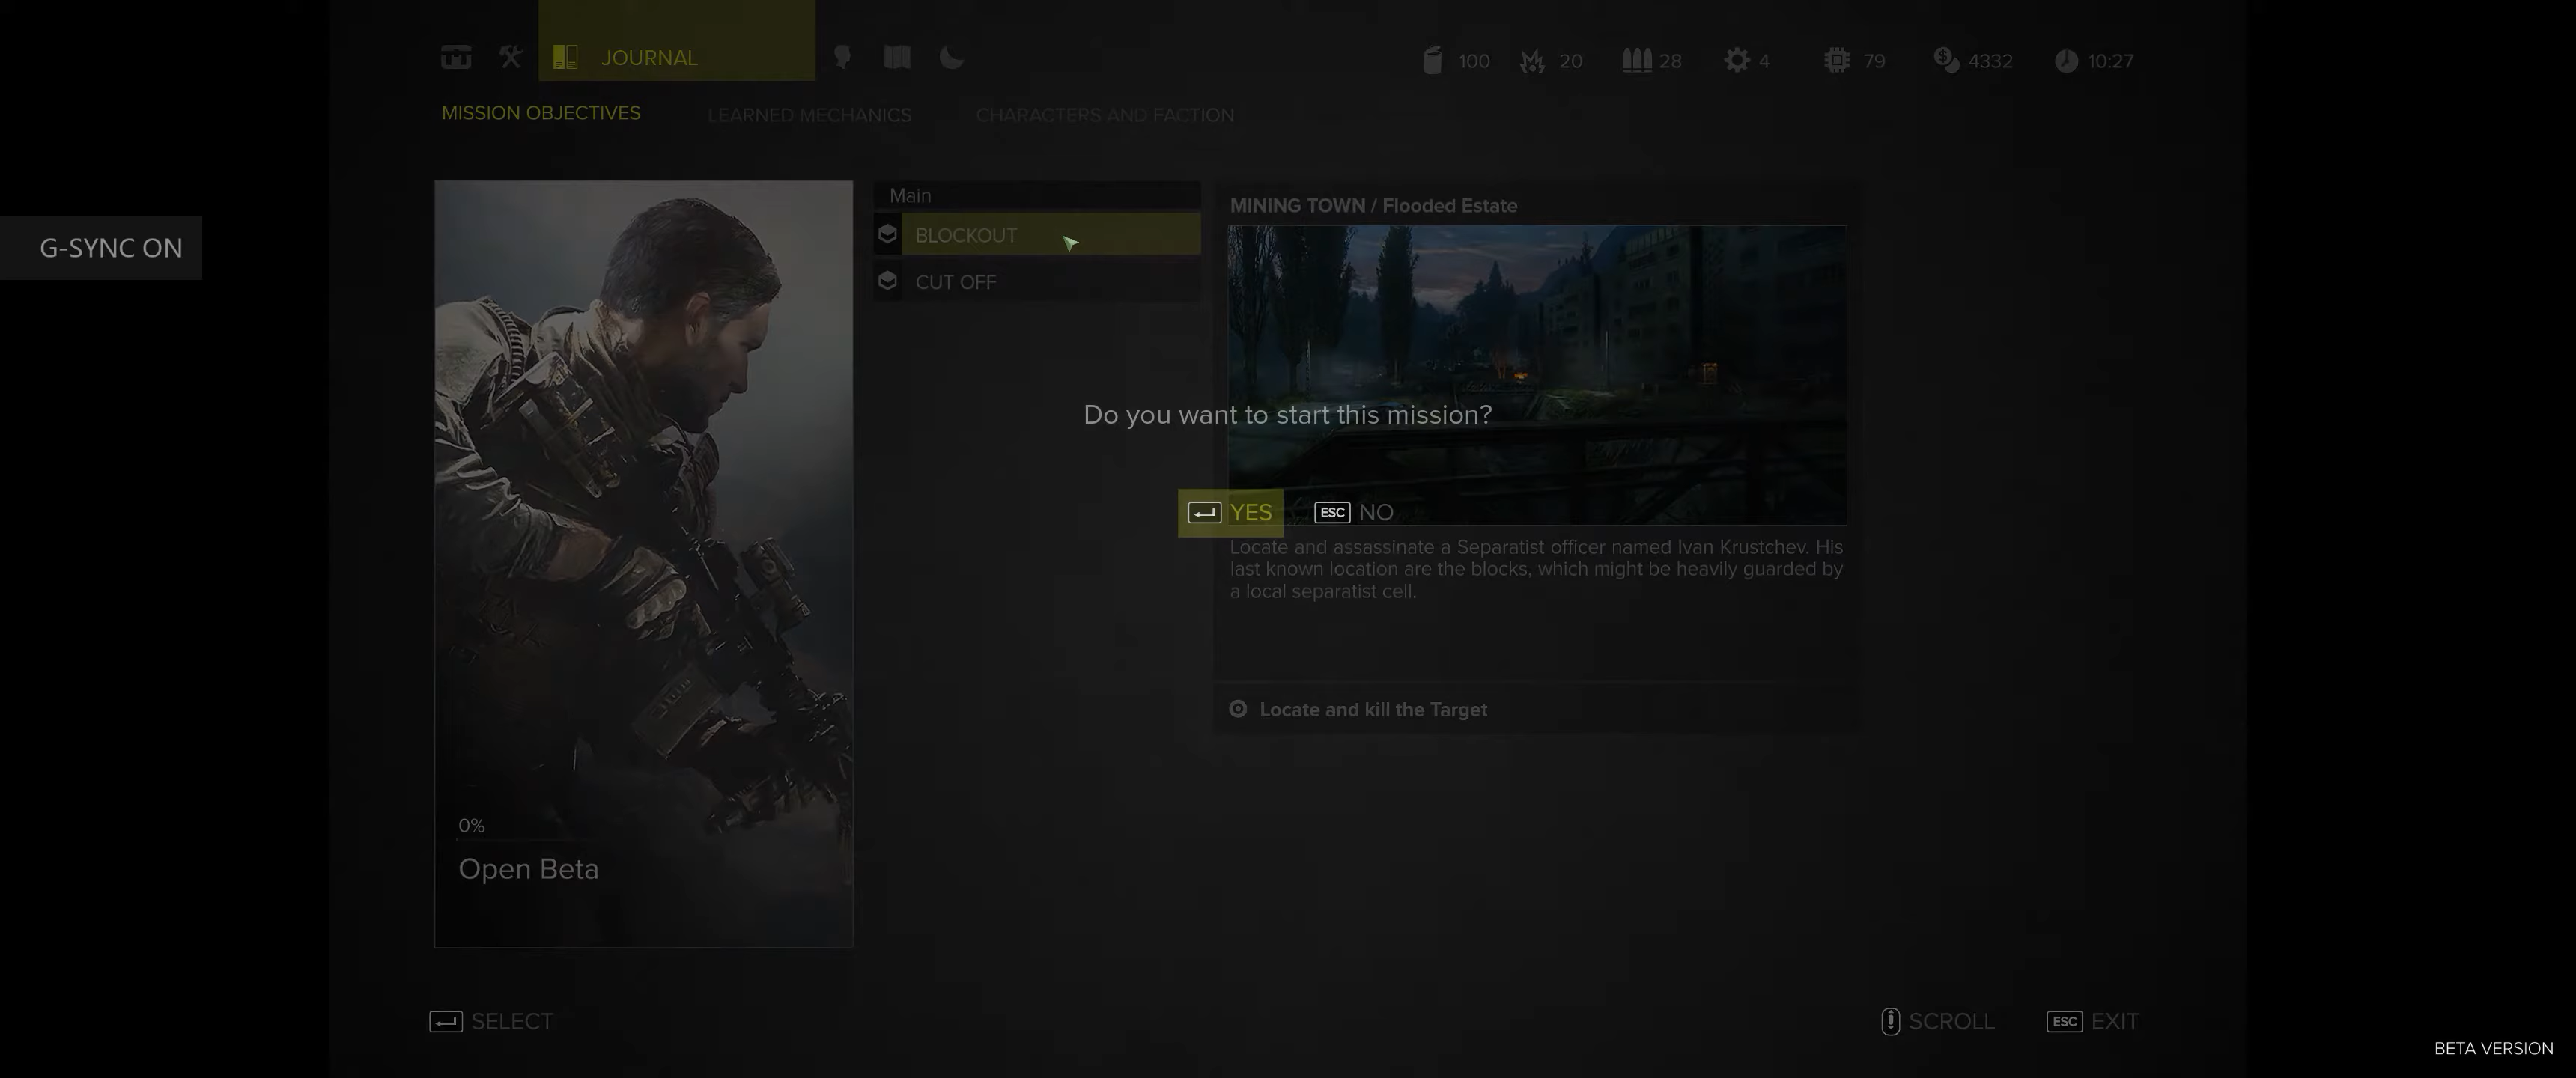 JOURNAL
100 20 28 4 79 4332 10:27
MISSION OBJECTIVES LEARNED MECHANICS CHARACTERS AND FACTION
G-SYNC ON
Main
BLOCKOUT
CUT OFF
MINING TOWN / Flooded Estate
Do you want to start this mission?
YES ESC NO
Locate and assassinate a Separatist officer named Ivan Krustchev. His
last known location are the blocks, which might be heavily guarded by
a local separatist cell.
Locate and kill the Target
0%
Open Beta
SELECT SCROLL ESC EXIT
BETA VERSION